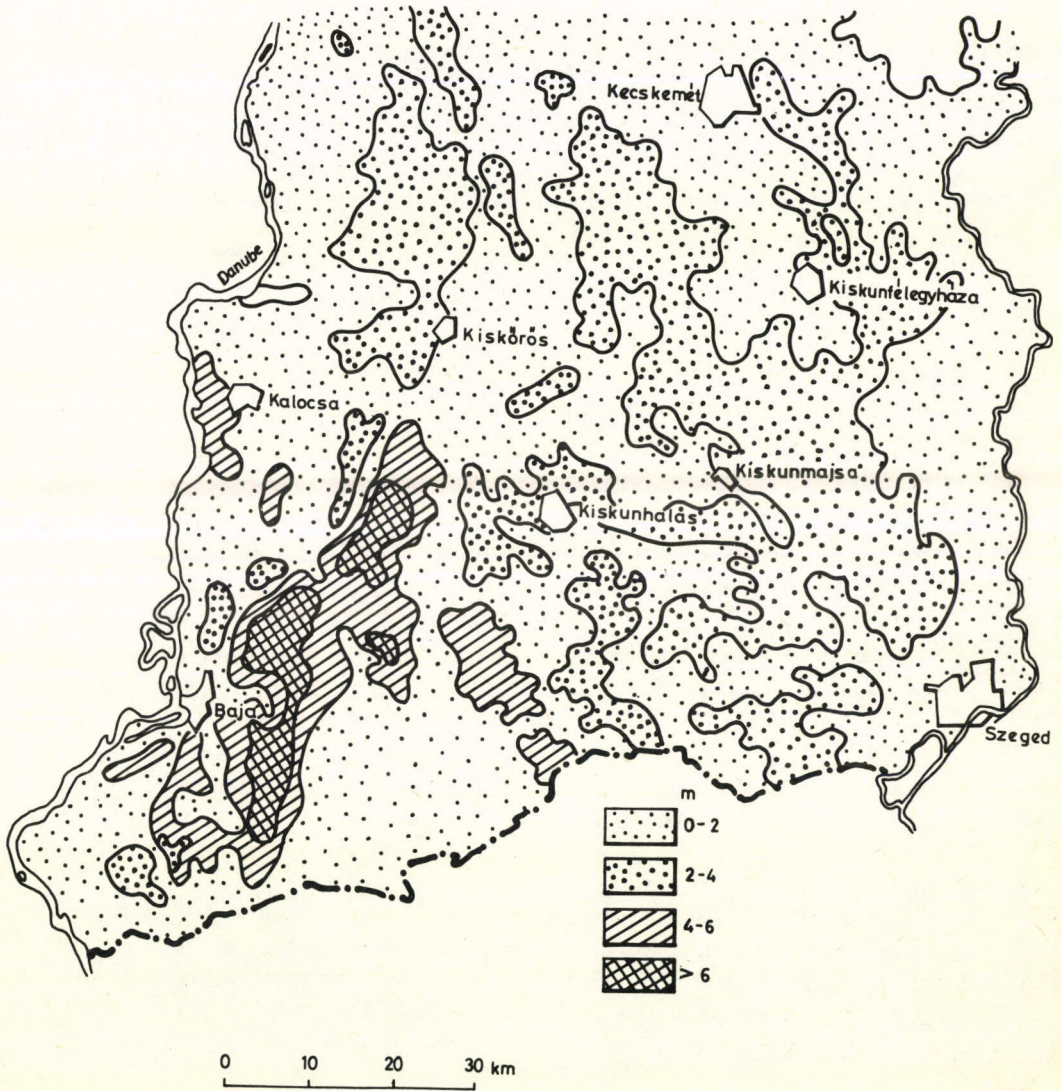 Kecskemét
Danube
Kiskunfélegyháza
Kiskőrös
Kalocsa
Kiskunmajsa
Kiskunhalas
Baja
Szeged
m
0-2
2-4
4-6
> 6
0 10 20 30 km